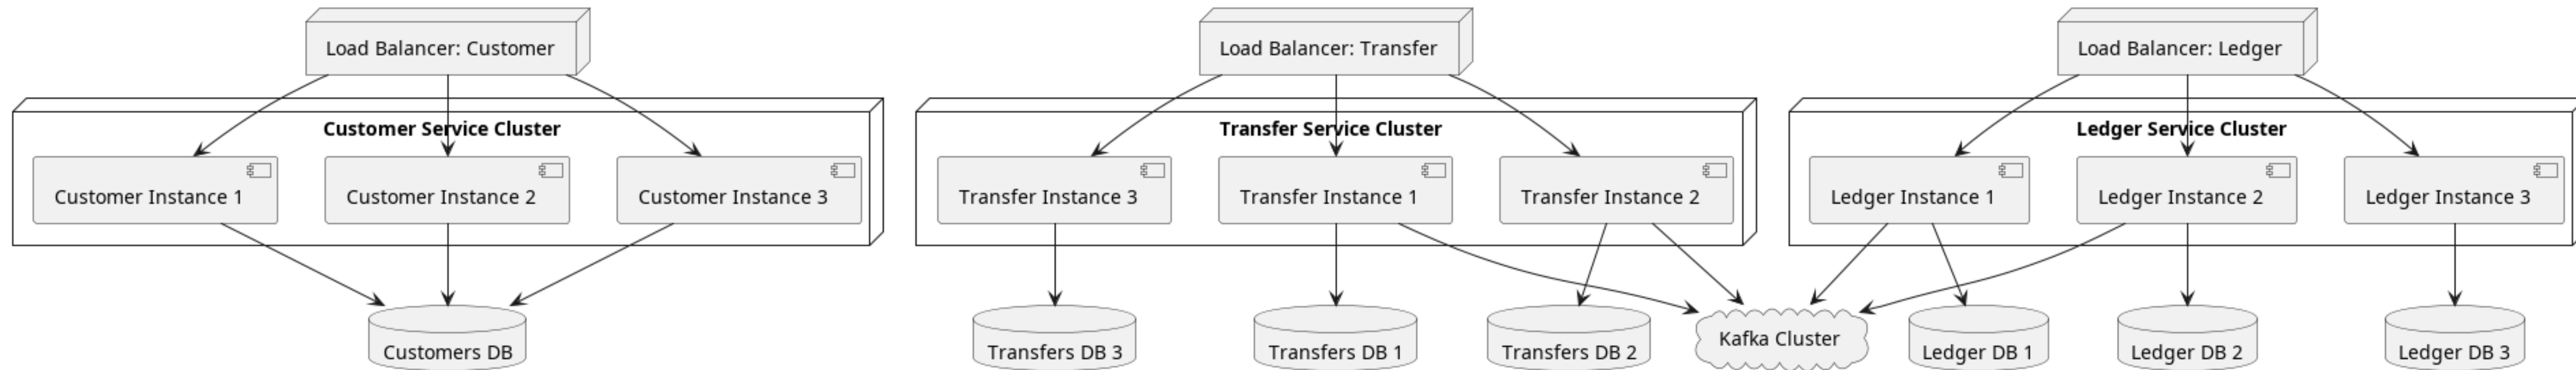 Load Balancer: Customer
Load Balancer: Transfer
Load Balancer: Ledger
Customer Service Cluster
Transfer Service Cluster
Ledger Service Cluster
Customer Instance 1
Customer Instance 2
Customer Instance 3
Transfer Instance 3
Transfer Instance 1
Transfer Instance 2
Ledger Instance 1
Ledger Instance 2
Ledger Instance 3
Customers DB
Transfers DB 3
Transfers DB 1
Transfers DB 2
Kafka Cluster
Ledger DB 1
Ledger DB 2
Ledger DB 3